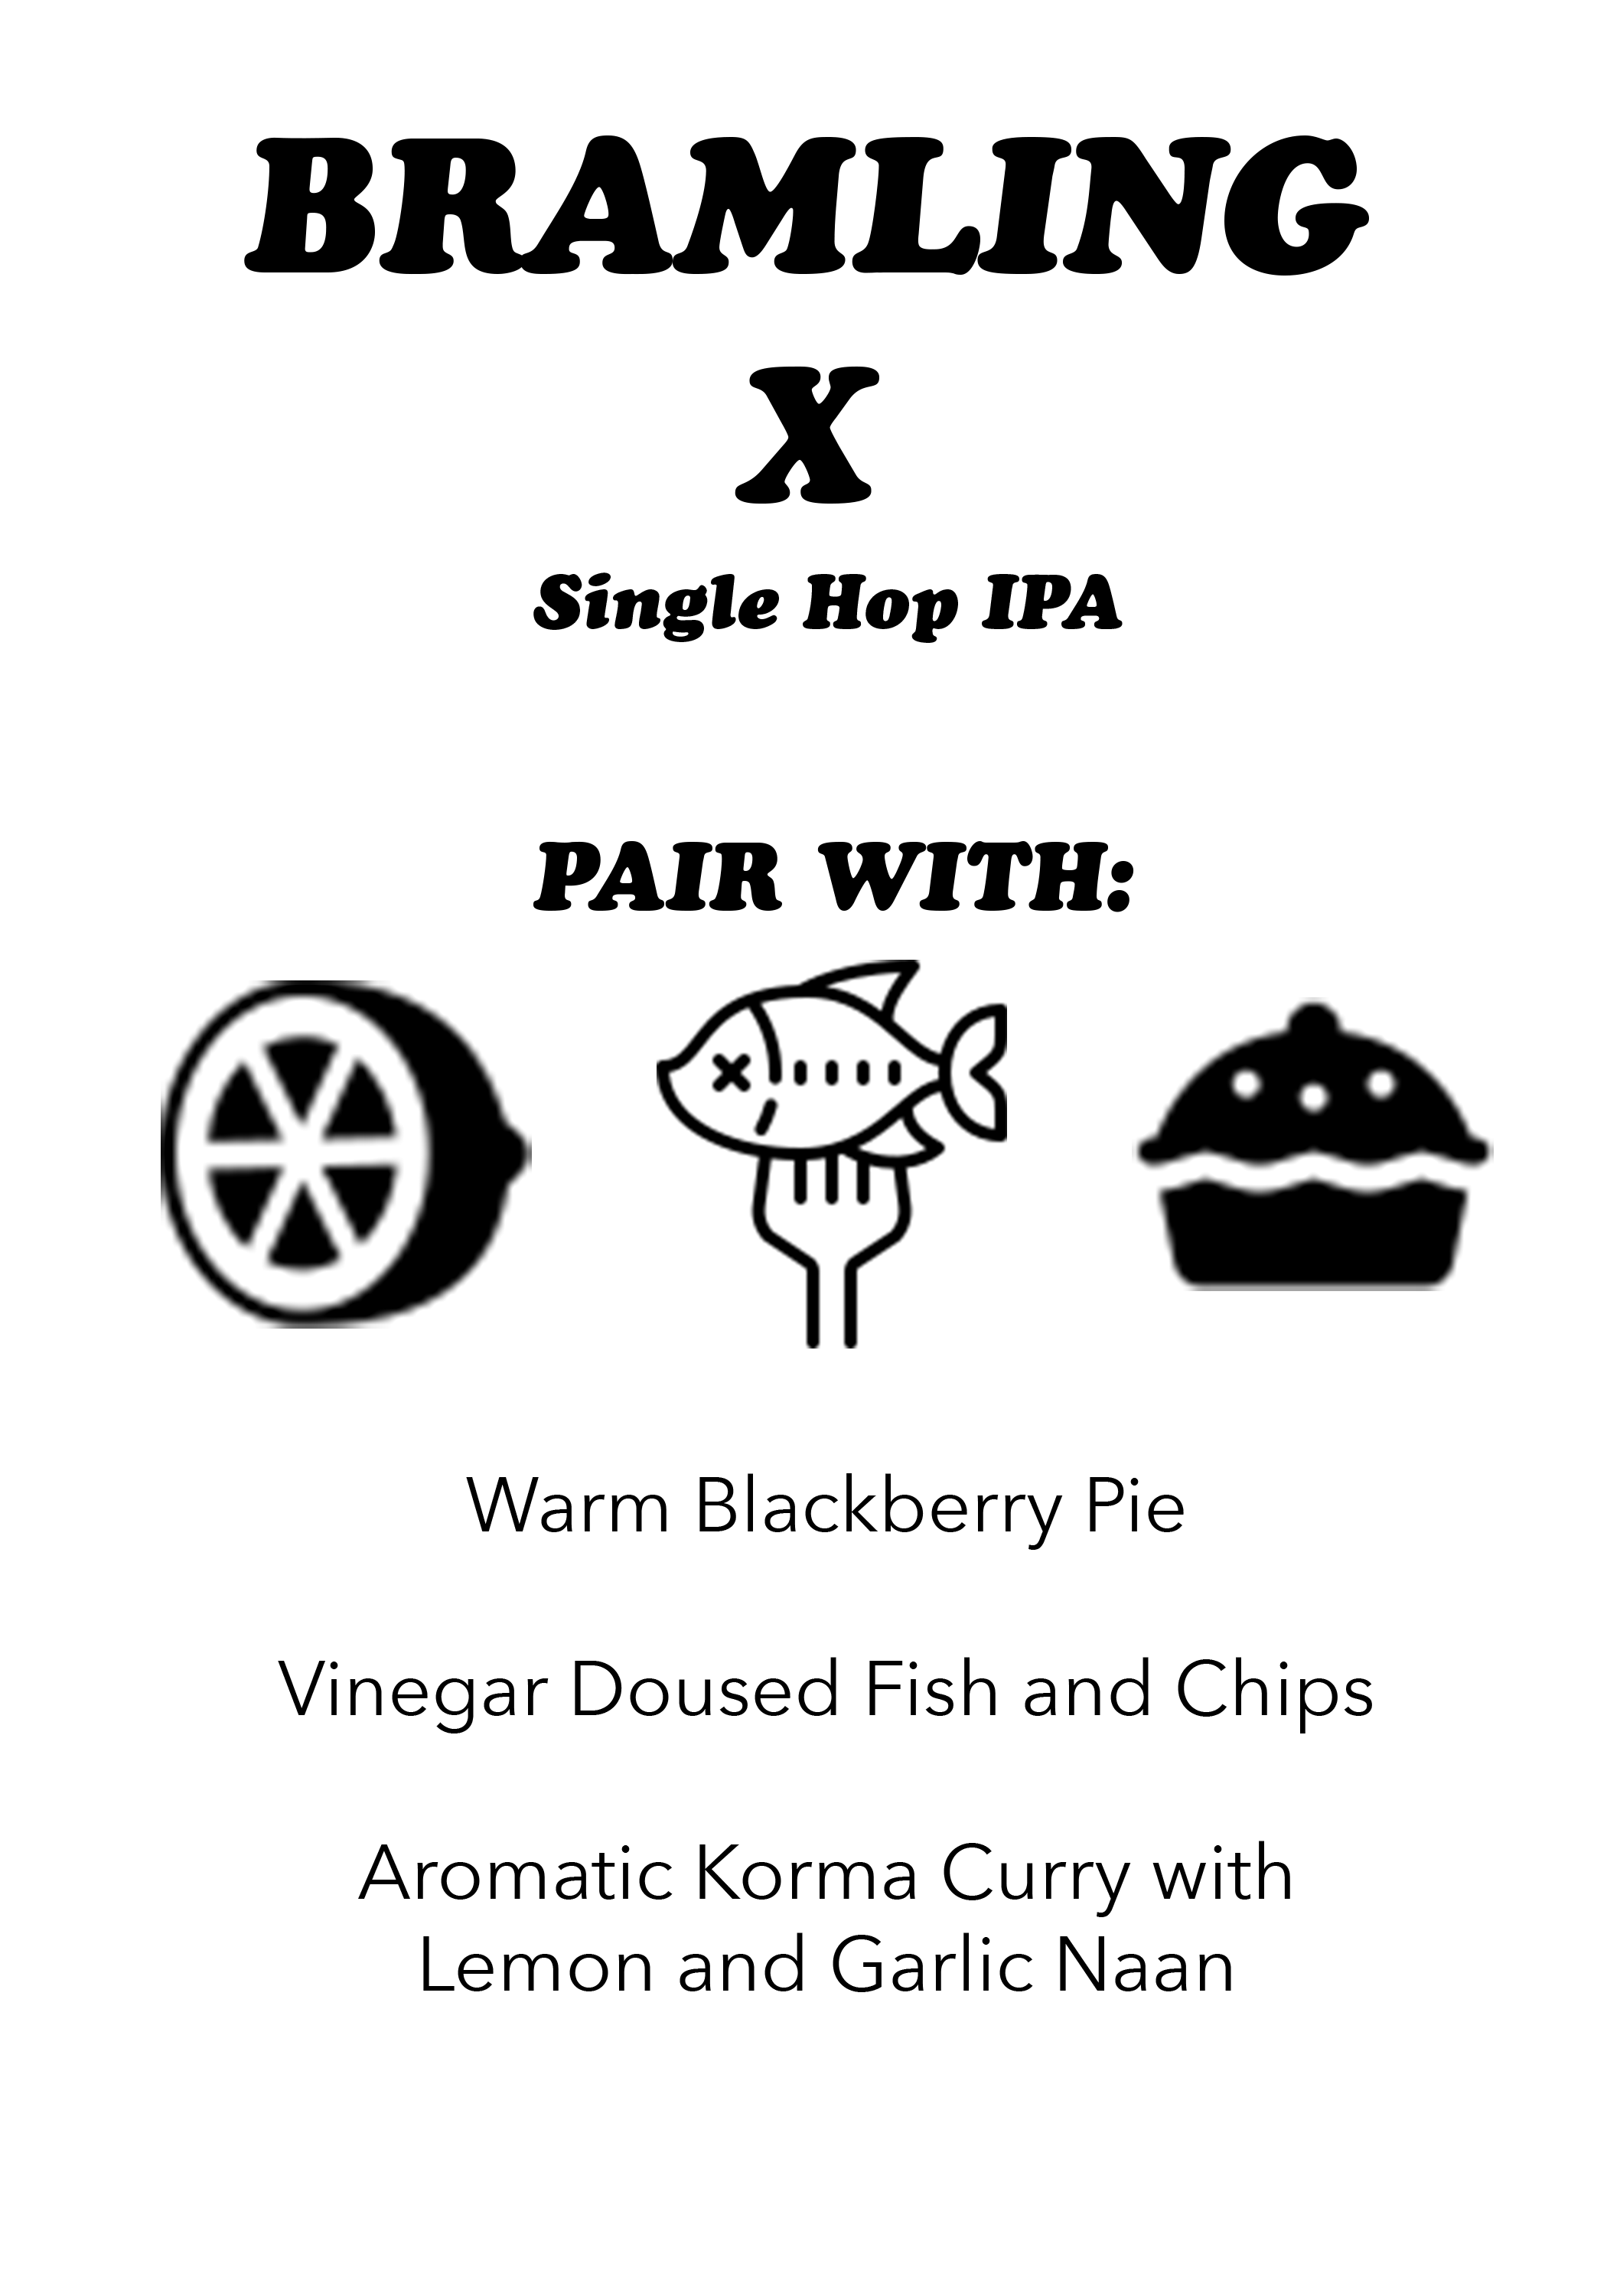 BRAMLING
X
Single Hop IPA
PAIR WITH:
Warm Blackberry Pie
Vinegar Doused Fish and Chips
Aromatic Korma Curry with
Lemon and Garlic Naan